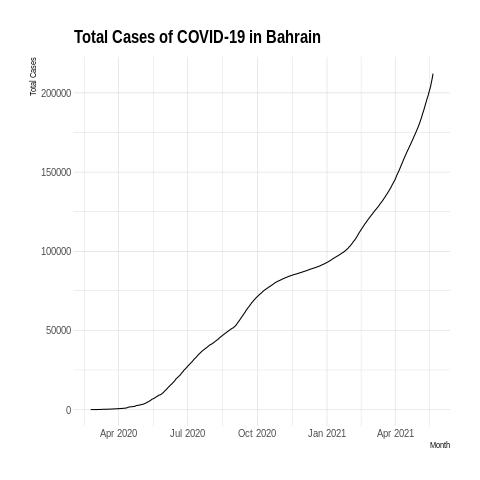 Total Cases of COVID-19 in Bahrain
Total Cases
200000
150000
100000
50000
0
Apr 2020 Jul 2020 Oct 2020 Jan 2021 Apr 2021
Month